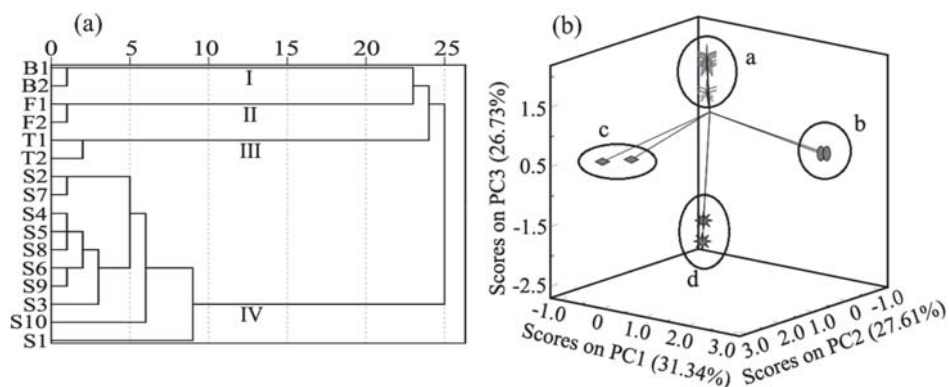 (a)
0 5 10 15 20 25
B1
B2
F1
F2
T1
T2
S2
S7
S4
S5
S8
S6
S9
S3
S10
S1
I
II
III
IV
(b)
a
b
c
d
Scores on PC3 (26.73%)
1.5
0.5
-1.5
-2.5
-1.0 0 1.0 2.0 3.0
Scores on PC1 (31.34%)
3.0 2.0 1.0 0 -1.0
Scores on PC2 (27.61%)